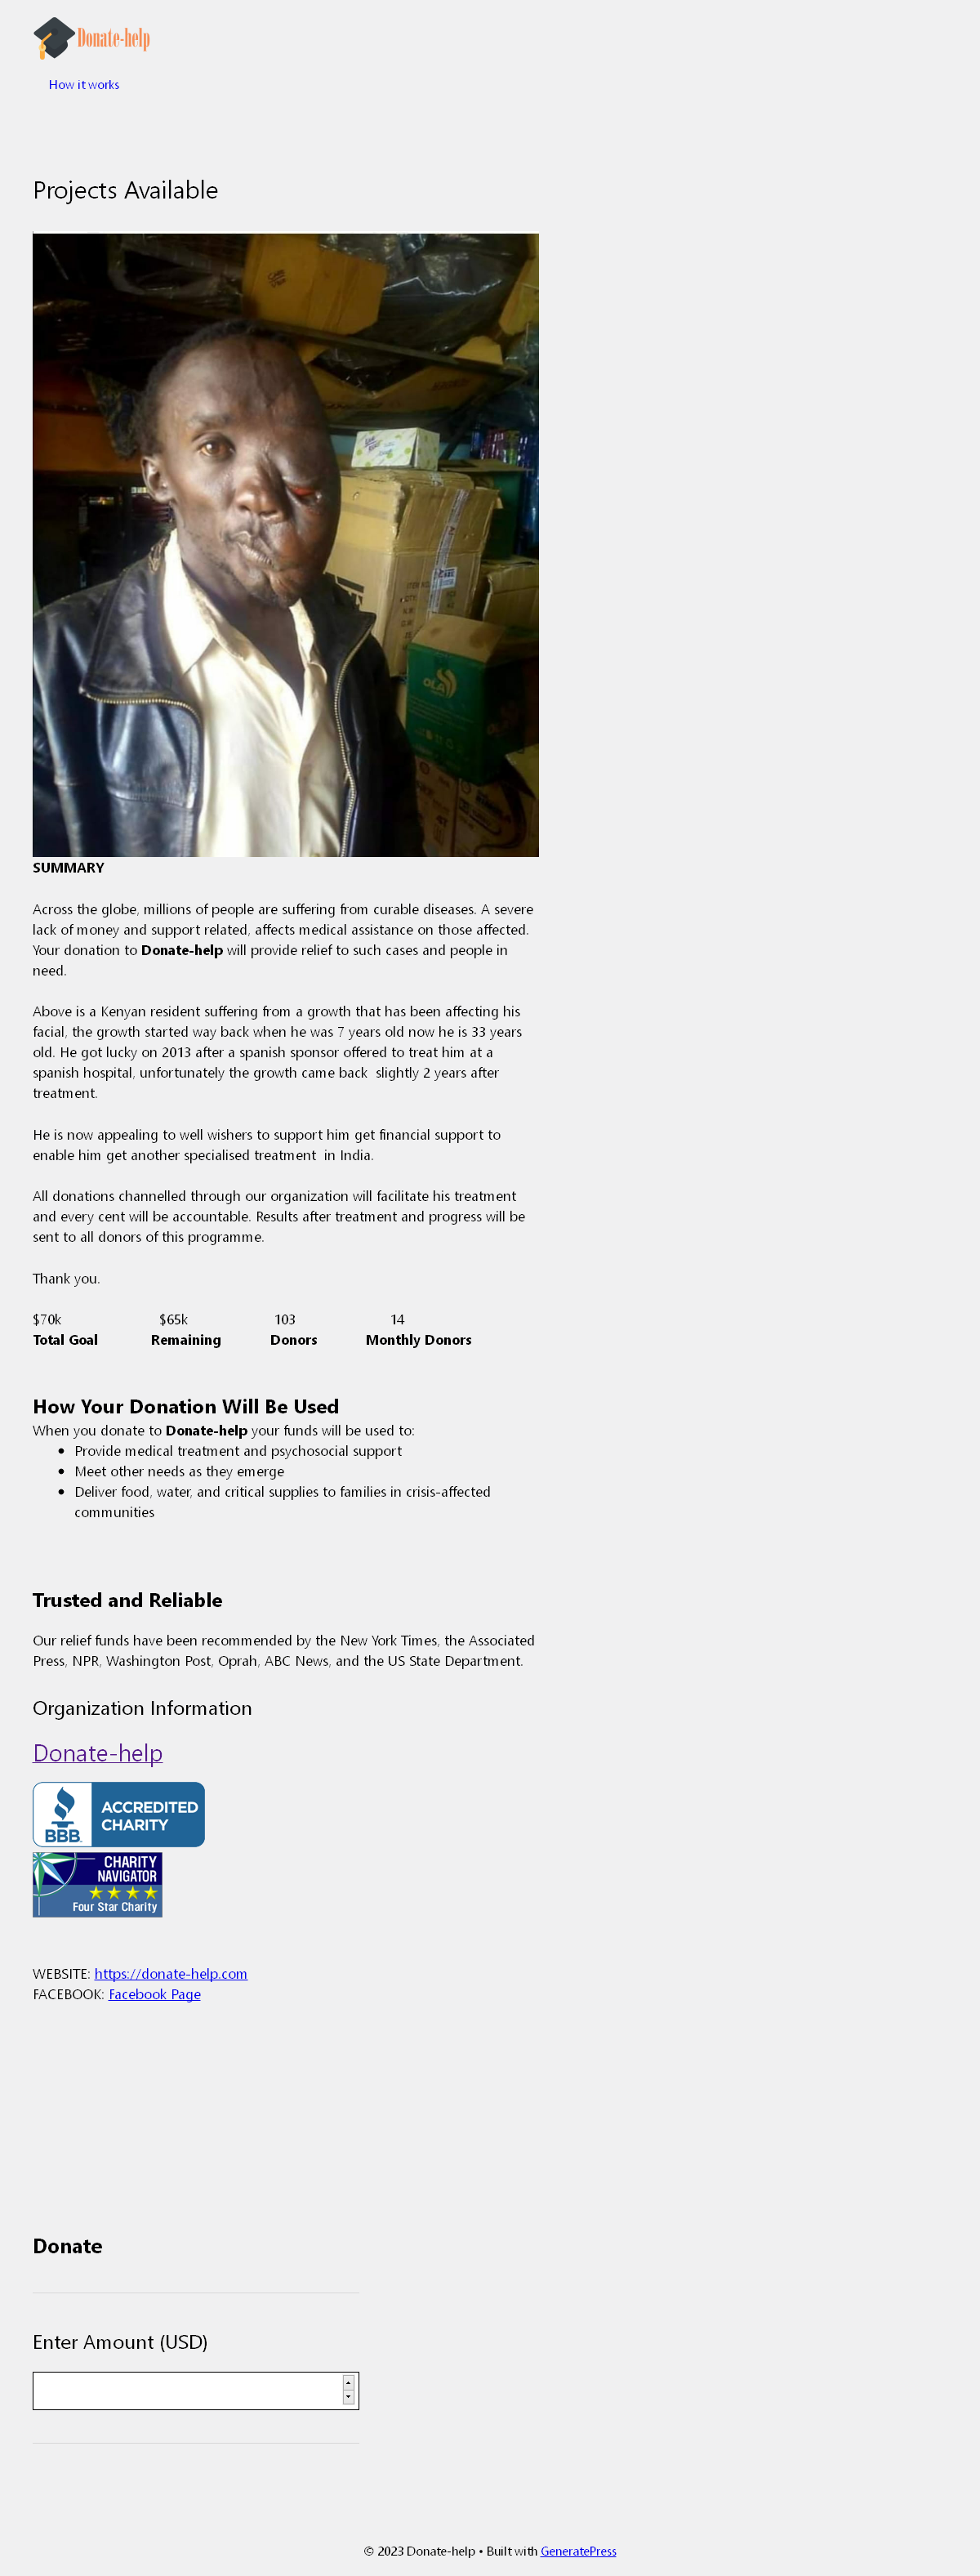 Donate-help
How it works
Projects Available
OLA
SUMMARY
Across the globe, millions of people are suffering from curable diseases. A severe
lack of money and support related, affects medical assistance on those affected.
Your donation to Donate-help will provide relief to such cases and people in
need.
Above is a Kenyan resident suffering from a growth that has been affecting his
facial, the growth started way back when he was 7 years old now he is 33 years
old. He got lucky on 2013 after a spanish sponsor offered to treat him at a
spanish hospital, unfortunately the growth came back  slightly 2 years after
treatment.
He is now appealing to well wishers to support him get financial support to
enable him get another specialised treatment  in India.
All donations channelled through our organization will facilitate his treatment
and every cent will be accountable. Results after treatment and progress will be
sent to all donors of this programme.
Thank you.
$70k $65k 103 14
Total Goal Remaining Donors Monthly Donors
How Your Donation Will Be Used
When you donate to Donate-help your funds will be used to:
• Provide medical treatment and psychosocial support
• Meet other needs as they emerge
• Deliver food, water, and critical supplies to families in crisis-affected
communities
Trusted and Reliable
Our relief funds have been recommended by the New York Times, the Associated
Press, NPR, Washington Post, Oprah, ABC News, and the US State Department.
Organization Information
Donate-help
BBB. ACCREDITED
CHARITY
CHARITY
NAVIGATOR
Four Star Charity
WEBSITE: https://donate-help.com
FACEBOOK: Facebook Page
Donate
Enter Amount (USD)
© 2023 Donate-help • Built with GeneratePress